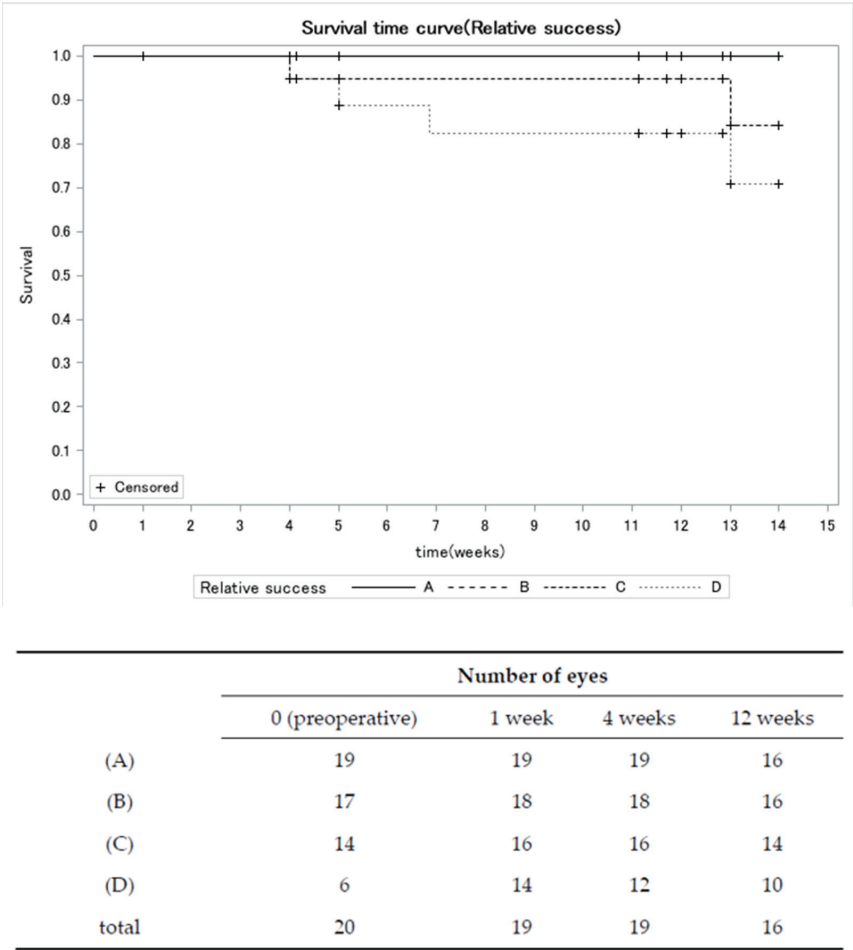 Survival time curve(Relative success)
1.0
0.9
0.8
0.7
0.6
0.5
0.4
0.3
0.2
0.1
0.0
Survival
+ Censored
0 1 2 3 4 5 6 7 8 9 10 11 12 13 14 15
time(weeks)
Relative success A B C D
Number of eyes
0 (preoperative) 1 week 4 weeks 12 weeks
(A) 19 19 19 16
(B) 17 18 18 16
(C) 14 16 16 14
(D) 6 14 12 10
total 20 19 19 16